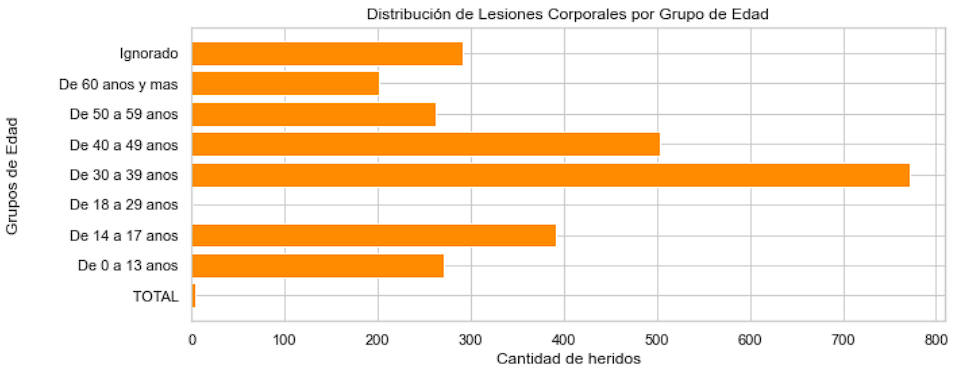 Distribución de Lesiones Corporales por Grupo de Edad
Grupos de Edad
Ignorado
De 60 anos y mas
De 50 a 59 anos
De 40 a 49 anos
De 30 a 39 anos
De 18 a 29 anos
De 14 a 17 anos
De 0 a 13 anos
TOTAL
0 100 200 300 400 500 600 700 800
Cantidad de heridos